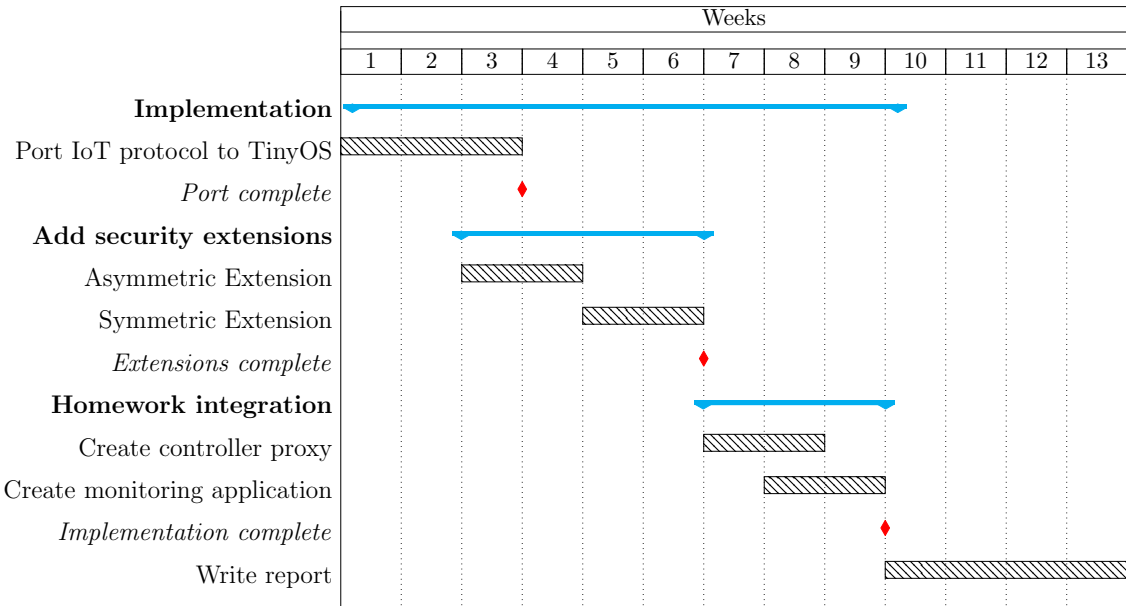 Weeks
1 2 3 4 5 6 7 8 9 10 11 12 13
Implementation
Port IoT protocol to TinyOS
Port complete
Add security extensions
Asymmetric Extension
Symmetric Extension
Extensions complete
Homework integration
Create controller proxy
Create monitoring application
Implementation complete
Write report